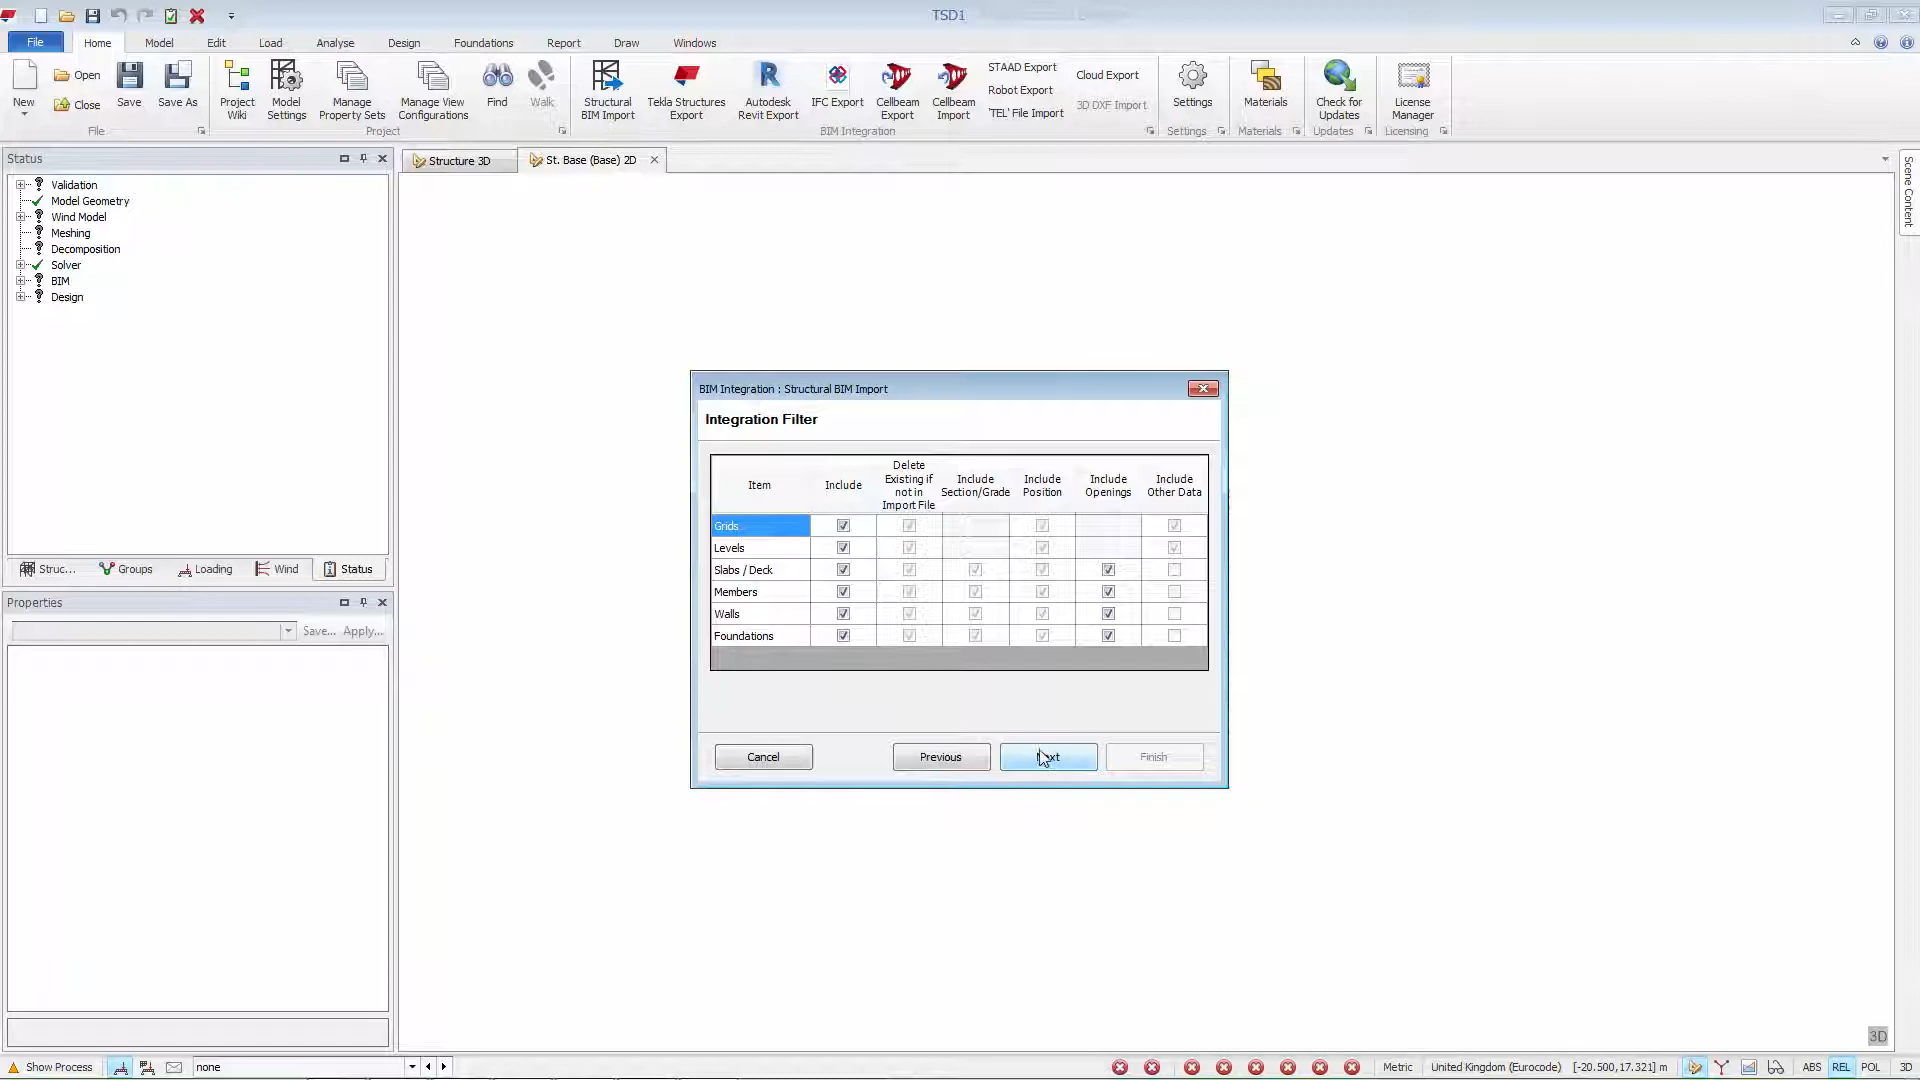 TSD1
File
Home
Model
Edit
Load
Analyse
Design
Foundations
Report
Draw
Windows
New
Open
Close
Save
Save As
Project Wiki
Model Settings
Manage Property Sets
Manage View Configurations
Find
Walk
Structural BIM Import
Tekla Structures Export
Autodesk Revit Export
IFC Export
Cellbeam Export
Cellbeam Import
STAAD Export
Robot Export
'TEL' File Import
Cloud Export
3D DXF Import
Settings
Materials
Check for Updates
License Manager
File
Project
BIM Integration
Settings
Materials
Updates
Licensing
Status
Structure 3D
St. Base (Base) 2D
Scene Content
Validation
Model Geometry
Wind Model
Meshing
Decomposition
Solver
BIM
Design
Struc...
Groups
Loading
Wind
Status
Properties
Save...
Apply...
BIM Integration : Structural BIM Import
Integration Filter
Item
Include
Delete Existing if not in Import File
Include Section/Grade
Include Position
Include Openings
Include Other Data
Grids
Levels
Slabs / Deck
Members
Walls
Foundations
Cancel
Previous
Finish
3D
Show Process
none
Metric
United Kingdom (Eurocode)
[-20.500,17.321] m
ABS
REL
POL
3D